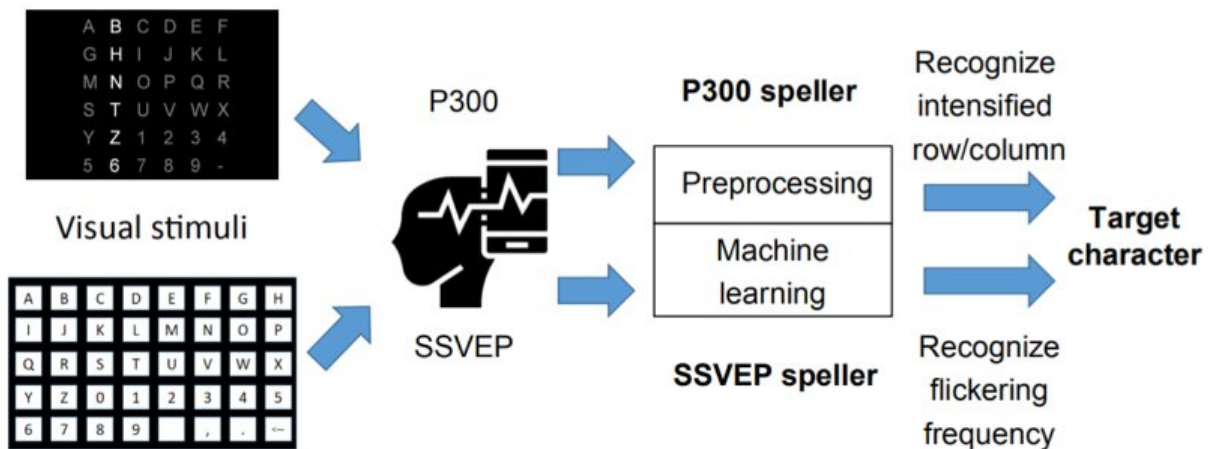 A B C D E F
G H I J K L
M N O P Q R
S T U V W X
Y Z 1 2 3 4
5 6 7 8 9 -
Visual stimuli
A B C D E F G H
I J K L M N O P
Q R S T U V W X
Y Z 0 1 2 3 4 5
6 7 8 9 , . <--
P300
SSVEP
P300 speller
Preprocessing
Machine
learning
SSVEP speller
Recognize
intensified
row/column
Recognize
flickering
frequency
Target
character